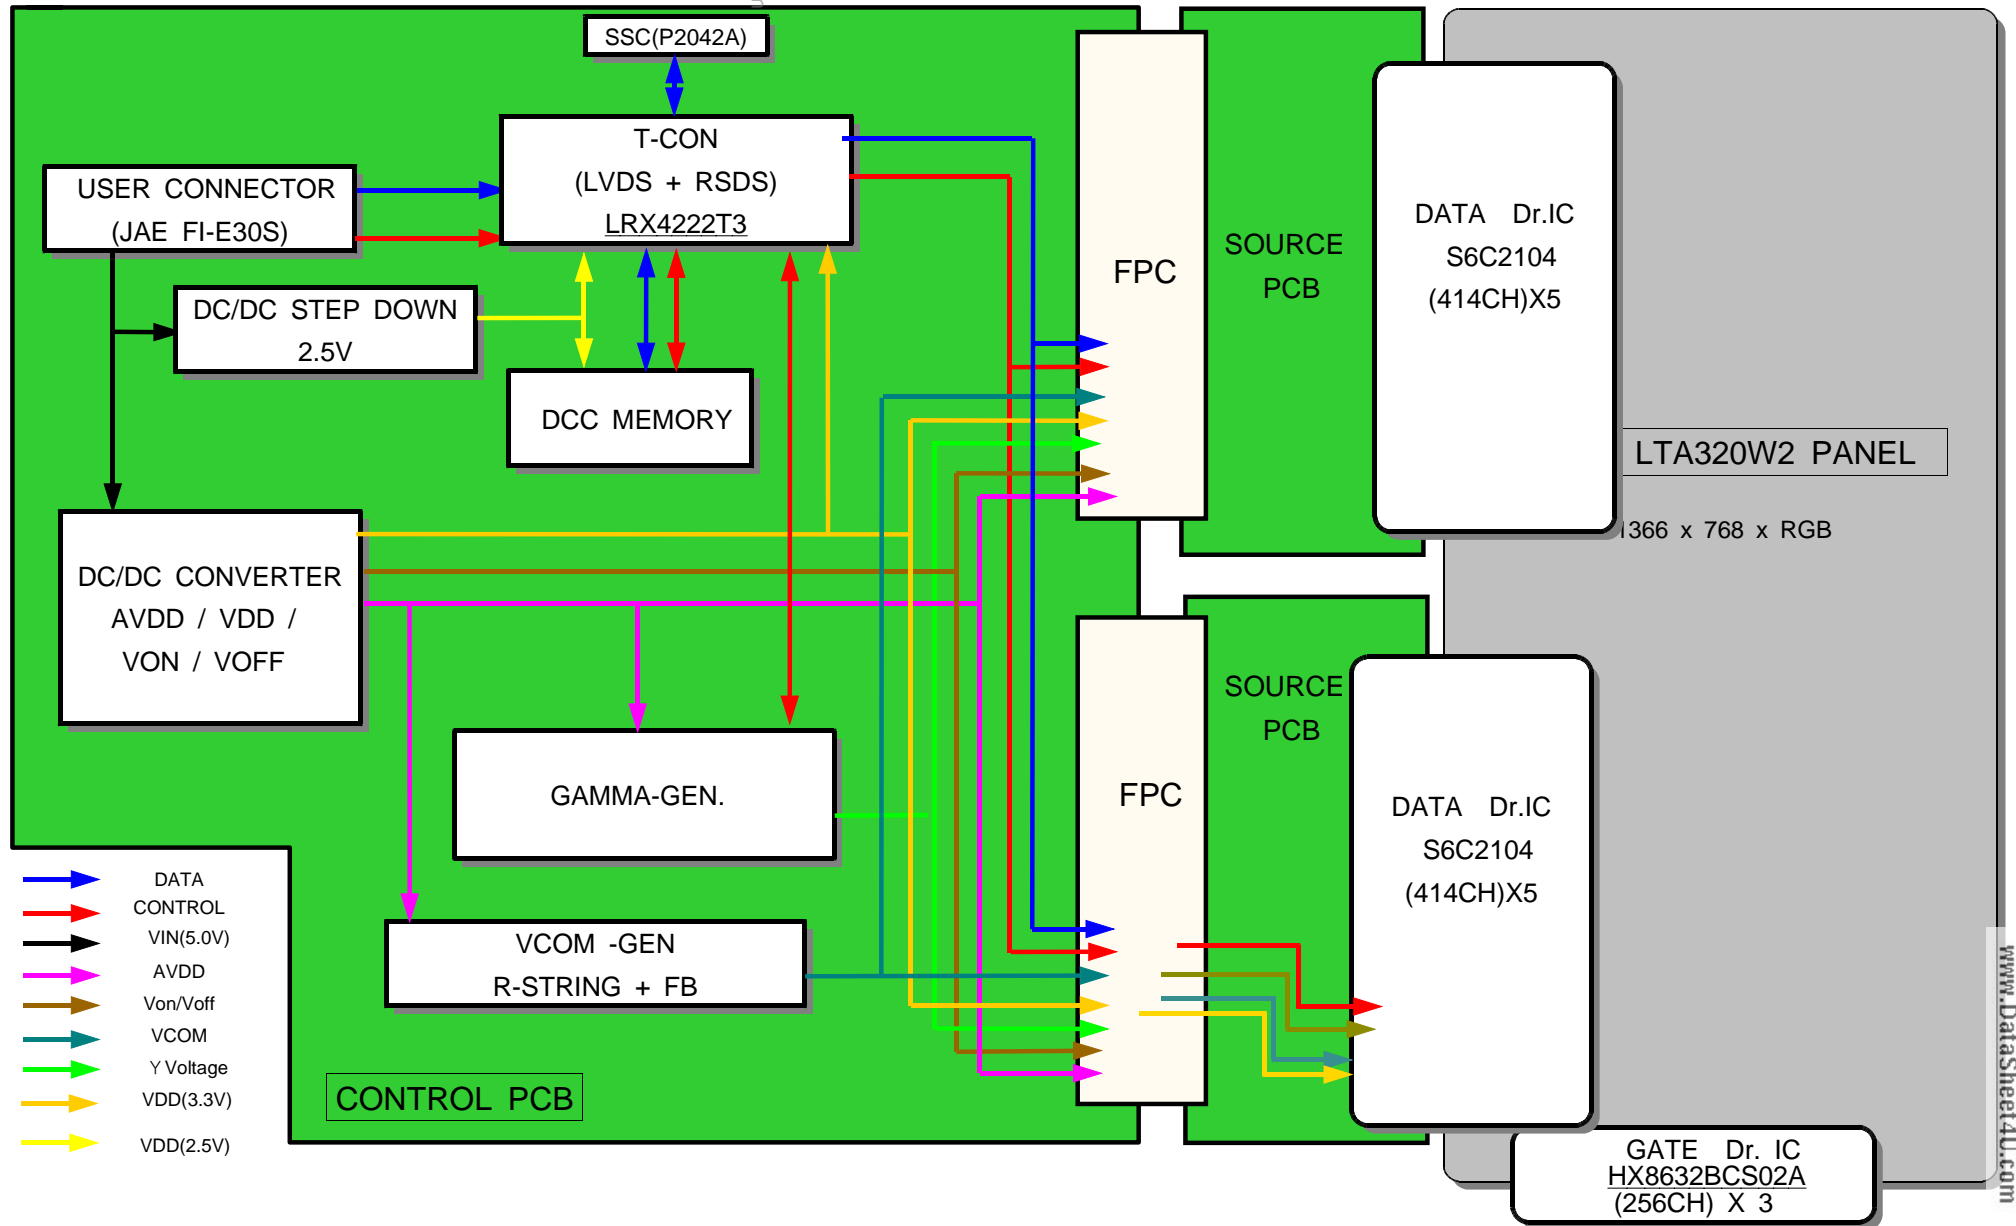 SSC(P2042A)
T-CON
(LVDS + RSDS)
LRX4222T3
USER CONNECTOR
(JAE FI-E30S)
DC/DC STEP DOWN
2.5V
DCC MEMORY
DC/DC CONVERTER
AVDD / VDD /
VON / VOFF
GAMMA-GEN.
VCOM -GEN
R-STRING + FB
CONTROL PCB
FPC
SOURCE
PCB
DATA Dr.IC
S6C2104
(414CH)X5
LTA320W2 PANEL
1366 x 768 x RGB
FPC
SOURCE
PCB
DATA Dr.IC
S6C2104
(414CH)X5
GATE Dr. IC
HX8632BCS02A
(256CH) X 3
DATA
CONTROL
VIN(5.0V)
AVDD
Von/Voff
VCOM
Y Voltage
VDD(3.3V)
VDD(2.5V)
www.DataSheet4U.com